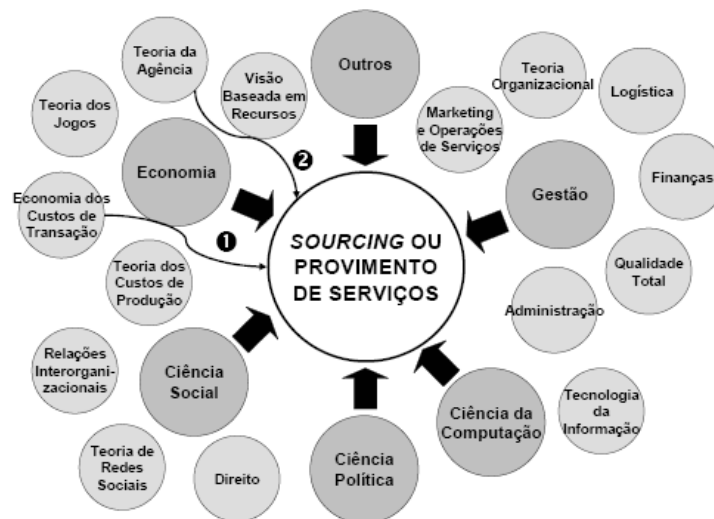 Teoria da
Agência
Visão
Baseada em
Recursos
Outros
Teoria
Organizacional
Logística
Teoria dos
Jogos
Marketing
e Operações
de Serviços
Economia
2
Finanças
Gestão
Economia dos
Custos de
Transação
1
SOURCING OU
PROVIMENTO
DE SERVIÇOS
Teoria dos
Custos de
Produção
Qualidade
Total
Administração
Relações
Interorgani-
zacionais
Ciência
Social
Tecnologia
da
Informação
Ciência da
Computação
Teoria de
Redes
Sociais
Direito
Ciência
Política